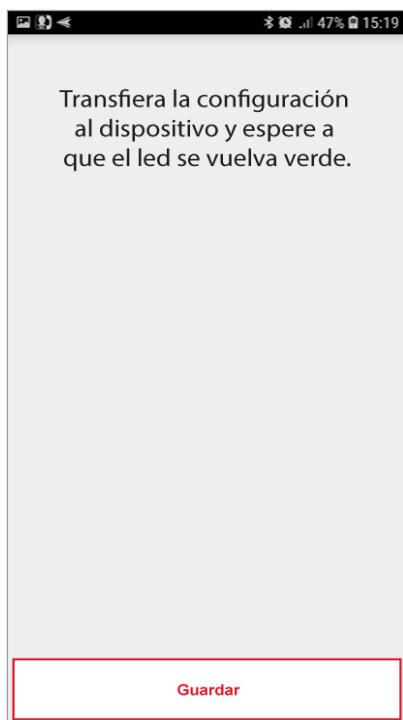 47% 15:19
Transfiera la configuración
al dispositivo y espere a
que el led se vuelva verde.
Guardar